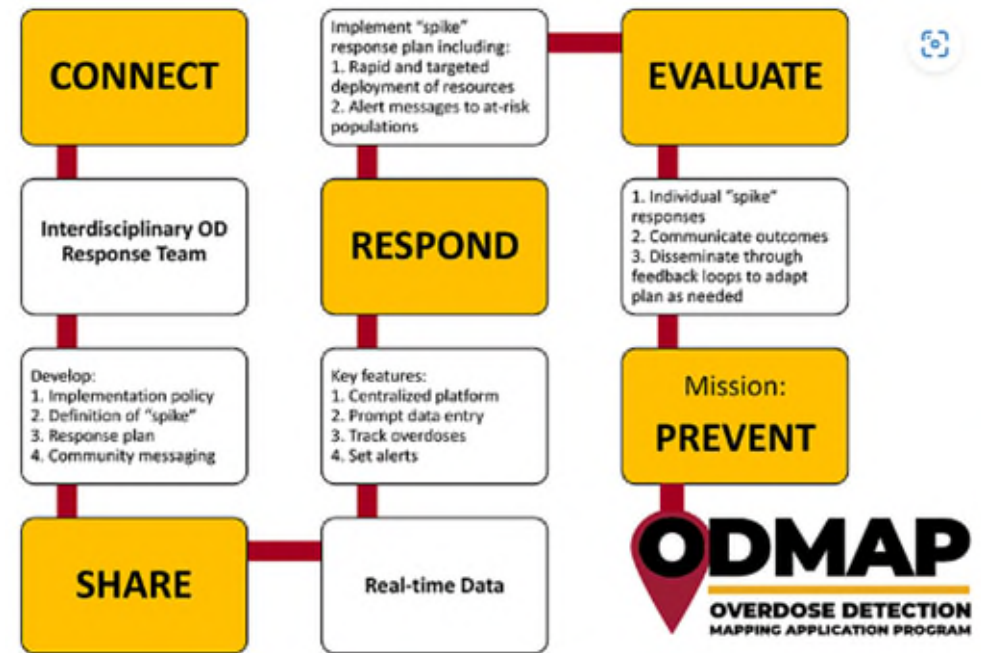 CONNECT
Interdisciplinary OD
Response Team
Develop:
1. Implementation policy
2. Definition of “spike”
3. Response plan
4. Community messaging
SHARE
Real-time Data
Key features:
1. Centralized platform
2. Prompt data entry
3. Track overdoses
4. Set alerts
RESPOND
Implement “spike”
response plan including:
1. Rapid and targeted
deployment of resources
2. Alert messages to at-risk
populations
EVALUATE
1. Individual “spike”
responses
2. Communicate outcomes
3. Disseminate through
feedback loops to adapt
plan as needed
Mission:
PREVENT
ODMAP
OVERDOSE DETECTION
MAPPING APPLICATION PROGRAM